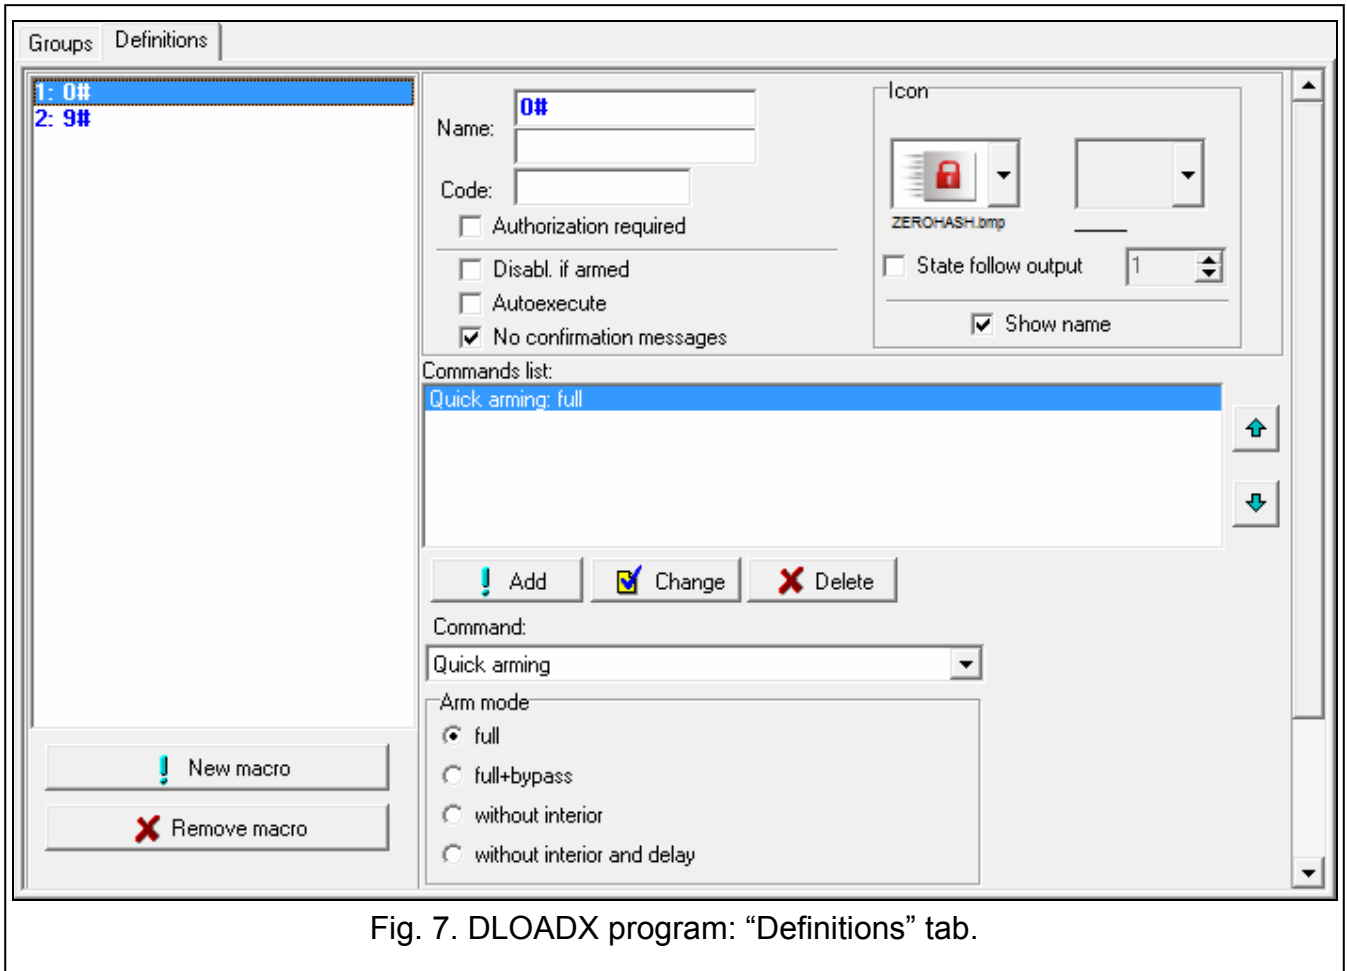 Groups
Definitions
1: 0#
2: 9#
New macro
Remove macro
Name:
0#
Code:
Authorization required
Disabl. if armed
Autoexecute
No confirmation messages
Icon
ZEROHASH.bmp
State follow output
1
Show name
Commands list:
Quick arming: full
Add
Change
Delete
Command:
Quick arming
Arm mode
full
full+bypass
without interior
without interior and delay
Fig. 7. DLOADX program: “Definitions” tab.